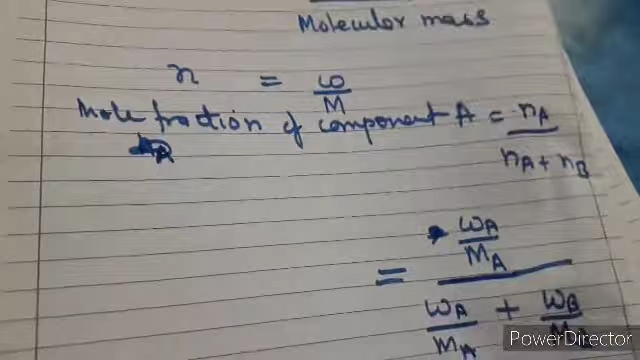 Molecular mass
n = w/M
Mole fraction of component A = nA/nA + nB
= wA/MA / wA/MA + wB/MB
PowerDirector